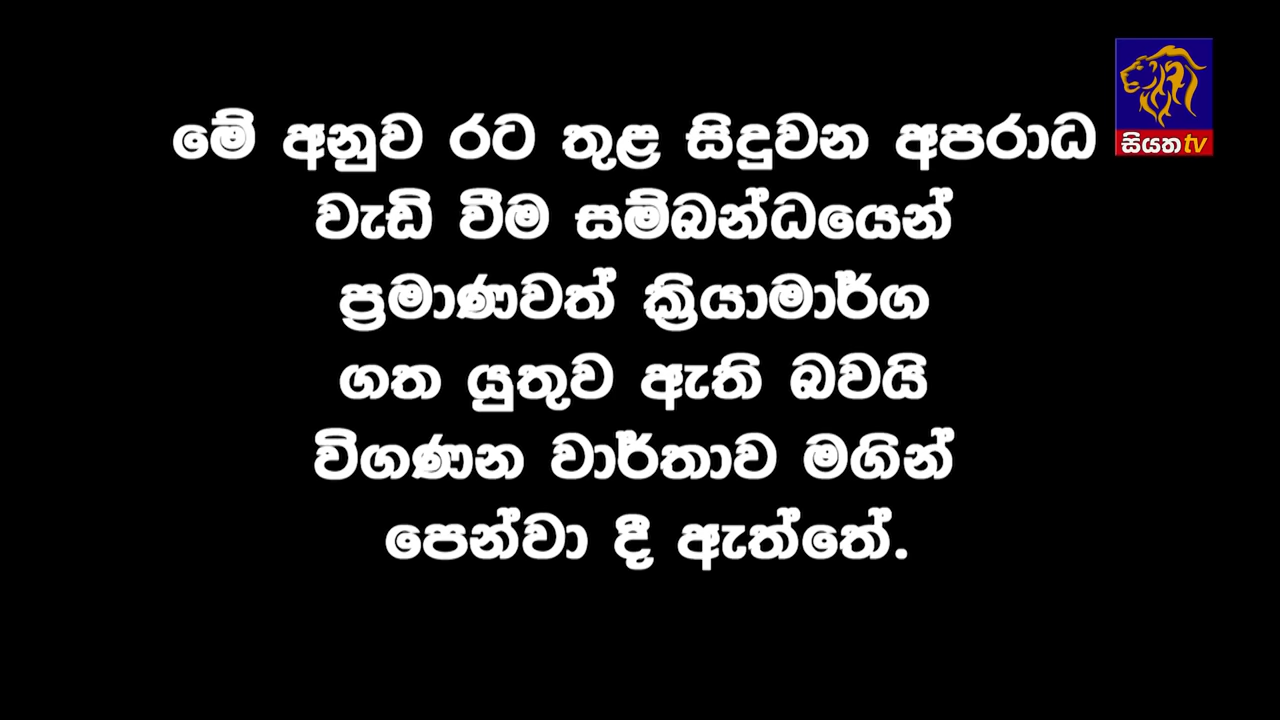 මේ අනුව රට තුළ සිදුවන අපරාධ
වැඩි වීම සම්බන්ධයෙන්
ප්‍රමාණවත් ක්‍රියාමාර්ග
ගත යුතුව ඇති බවයි
විගණන වාර්තාව මගින්
පෙන්වා දී ඇත්තේ.
සියත tv